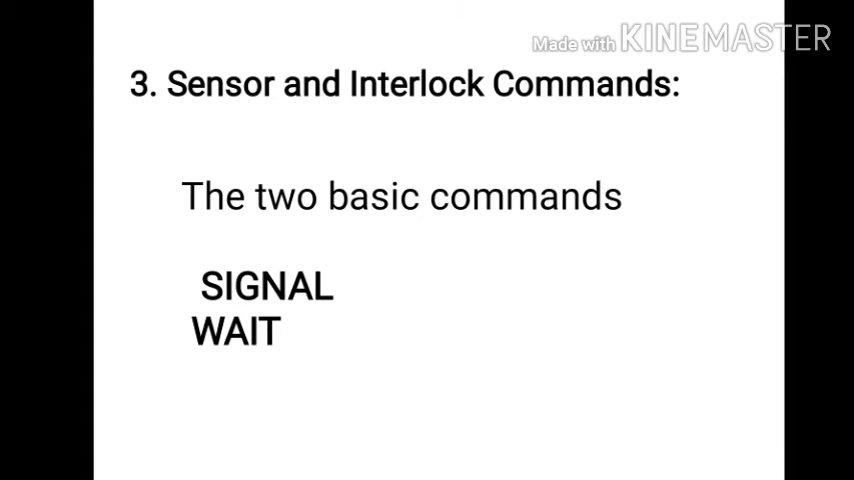 Made with KINEMASTER
3. Sensor and Interlock Commands:
The two basic commands
SIGNAL
WAIT